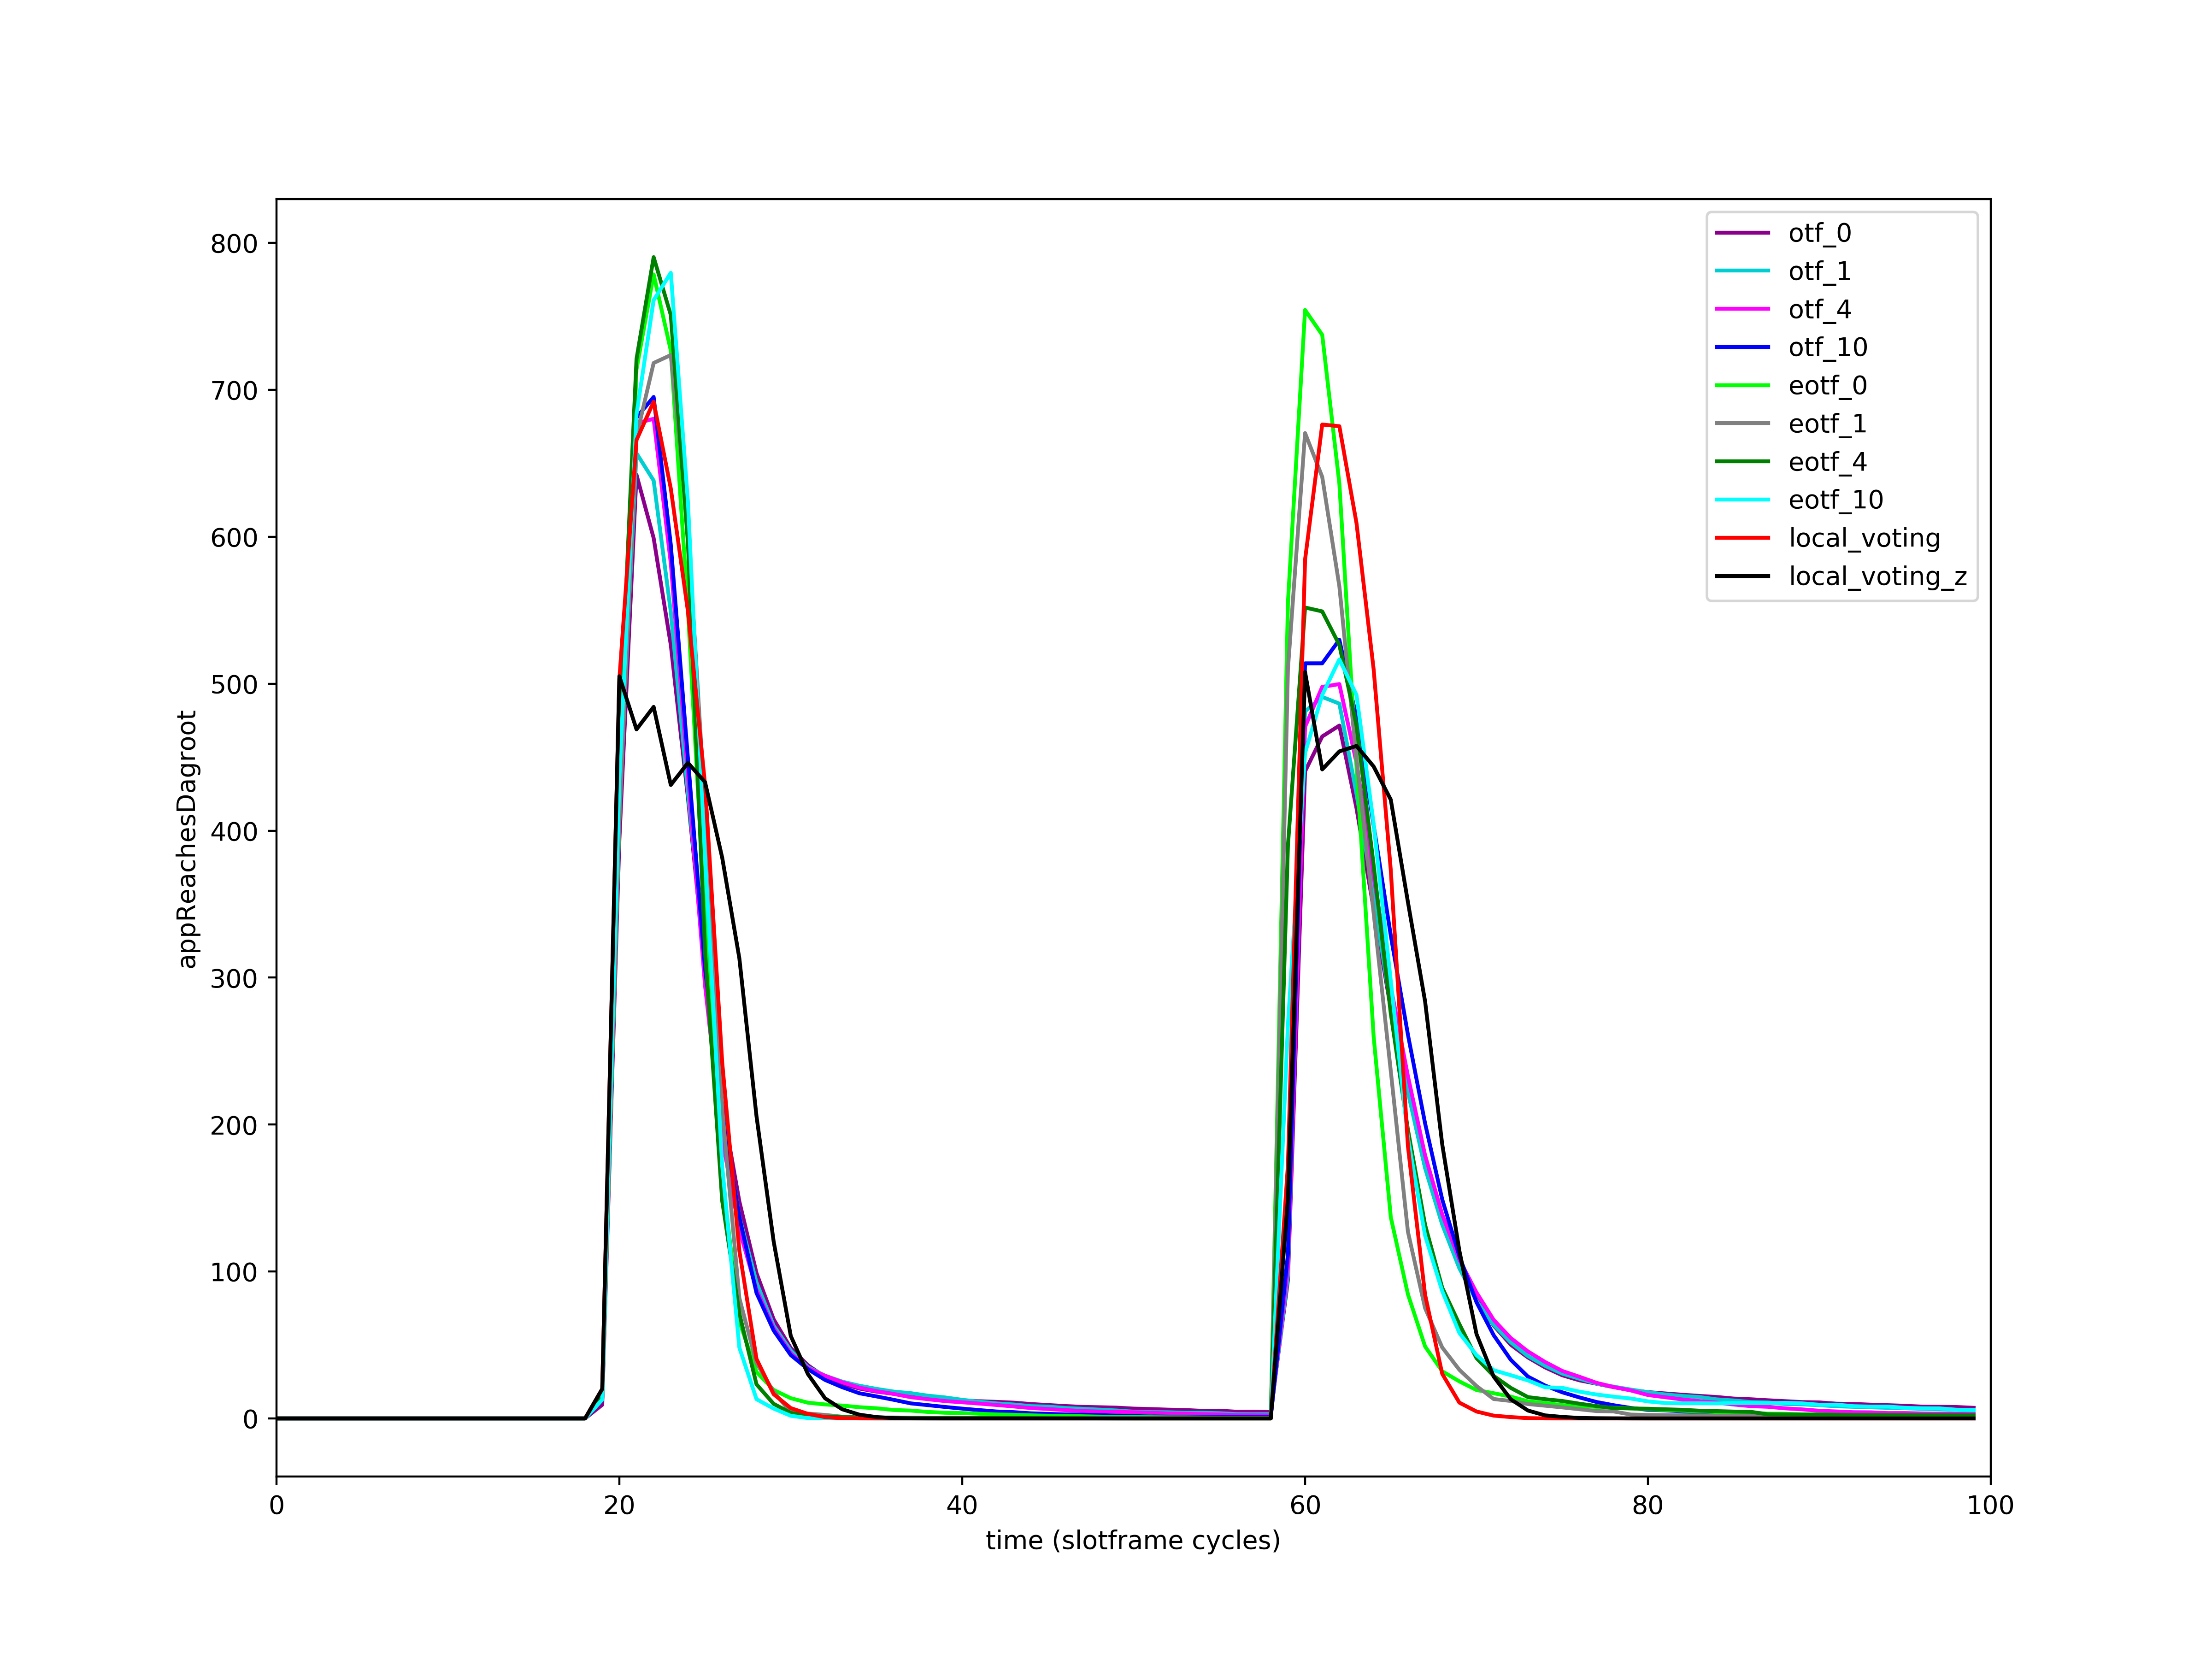 800
700
600
500
400
300
200
100
0
appReachesDagroot
0 20 40 60 80 100
time (slotframe cycles)
otf_0
otf_1
otf_4
otf_10
eotf_0
eotf_1
eotf_4
eotf_10
local_voting
local_voting_z